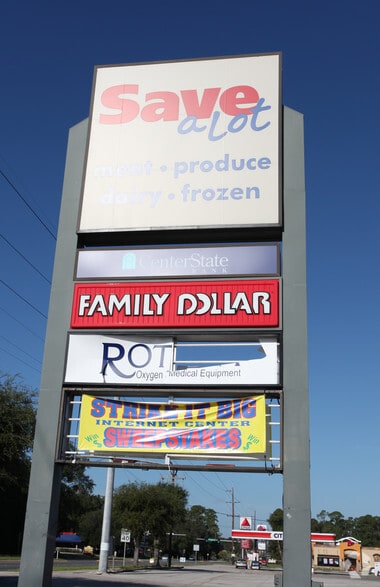 Save
a lot
meat • produce
dairy • frozen
CenterState
BANK
FAMILY DOLLAR
ROT
Oxygen Medical Equipment
STRIKE IT BIG
INTERNET CENTER
SWEEPSTAKES
CIT